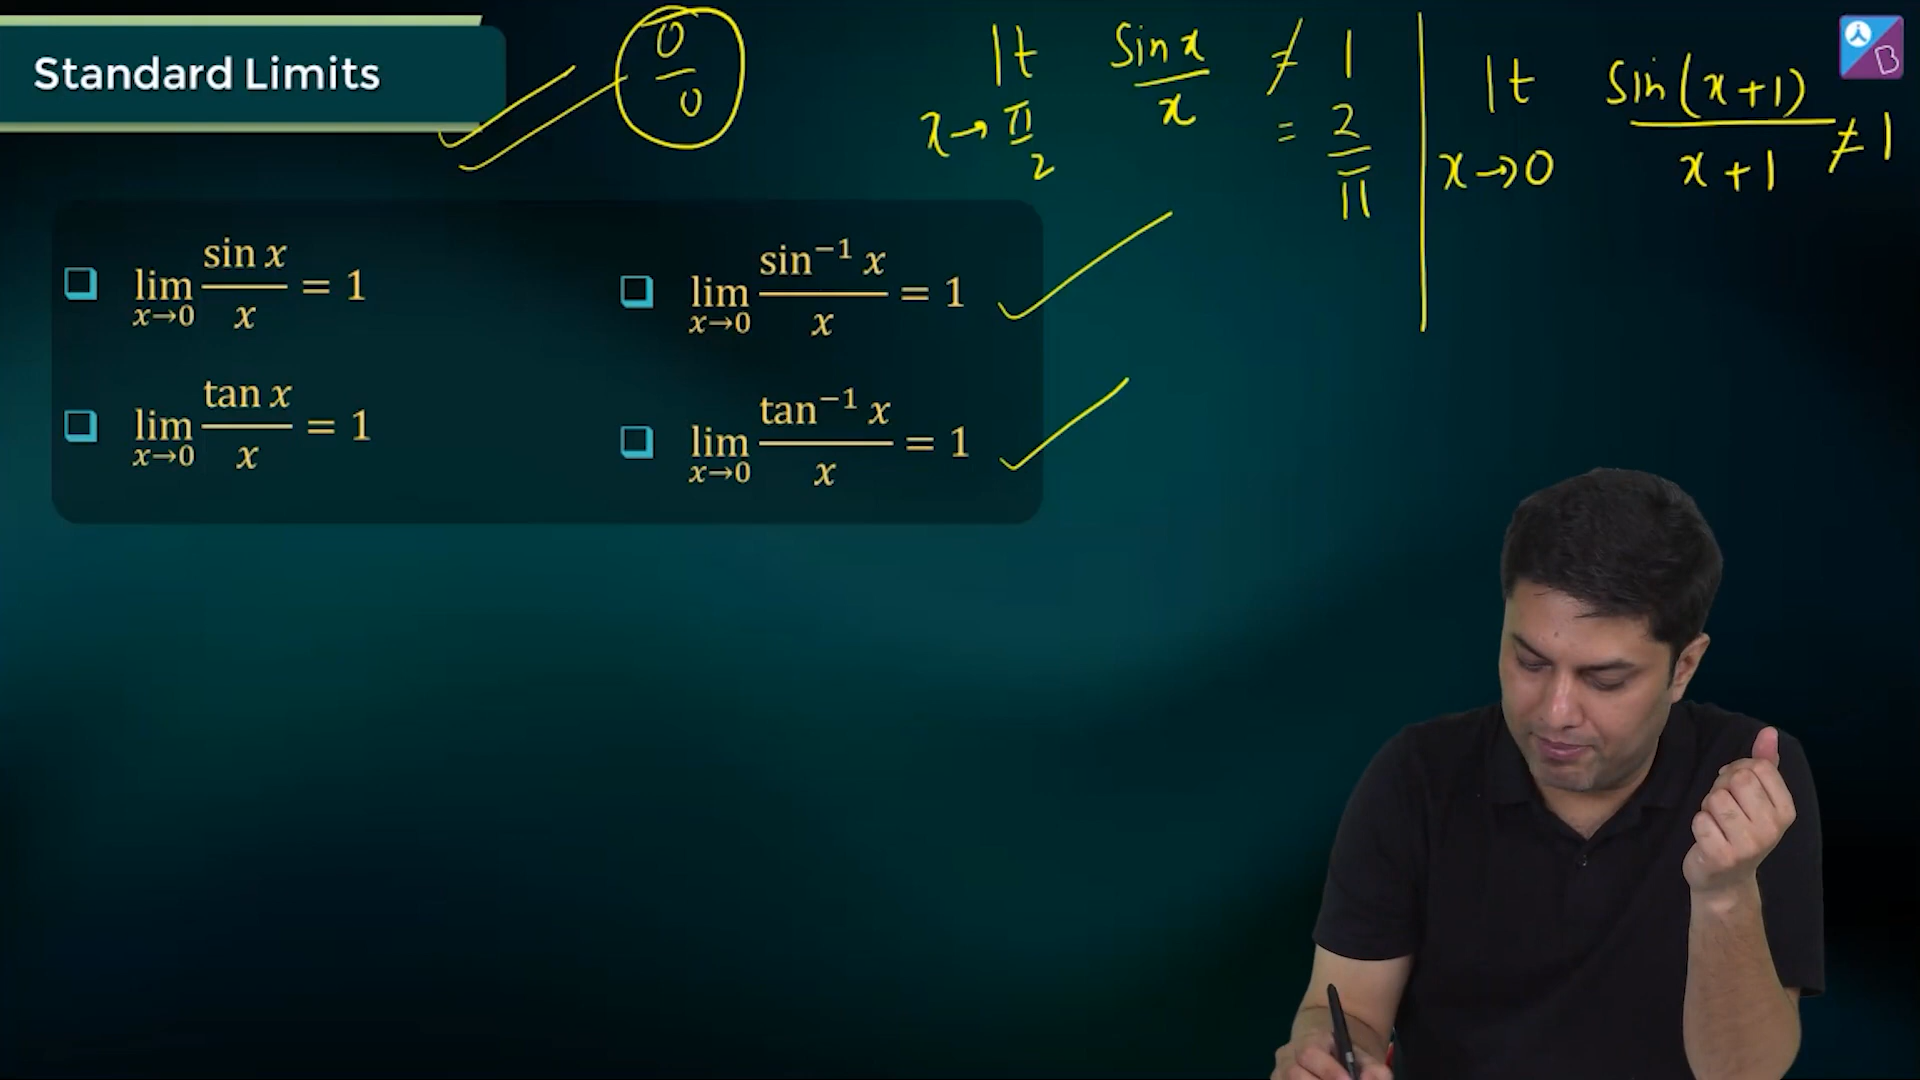 Standard Limits
0/0
lt x→π/2 sin x / x ≠ 1
= 2/π
lt x→0 sin(x+1) / x+1 ≠ 1
❑ lim x→0 sin x / x = 1
❑ lim x→0 sin⁻¹ x / x = 1
❑ lim x→0 tan x / x = 1
❑ lim x→0 tan⁻¹ x / x = 1
B